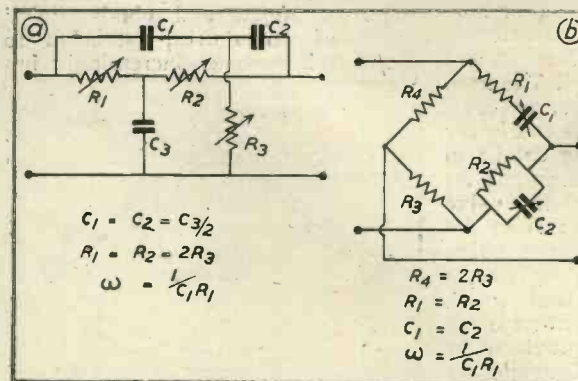 a
C1
C2
R1
R2
C3
R3
C1 = C2 = C3/2
R1 = R2 = 2R3
ω = 1/C1R1
b
R4
R1
C1
R2
R3
C2
R4 = 2R3
R1 = R2
C1 = C2
ω = 1/C1R1